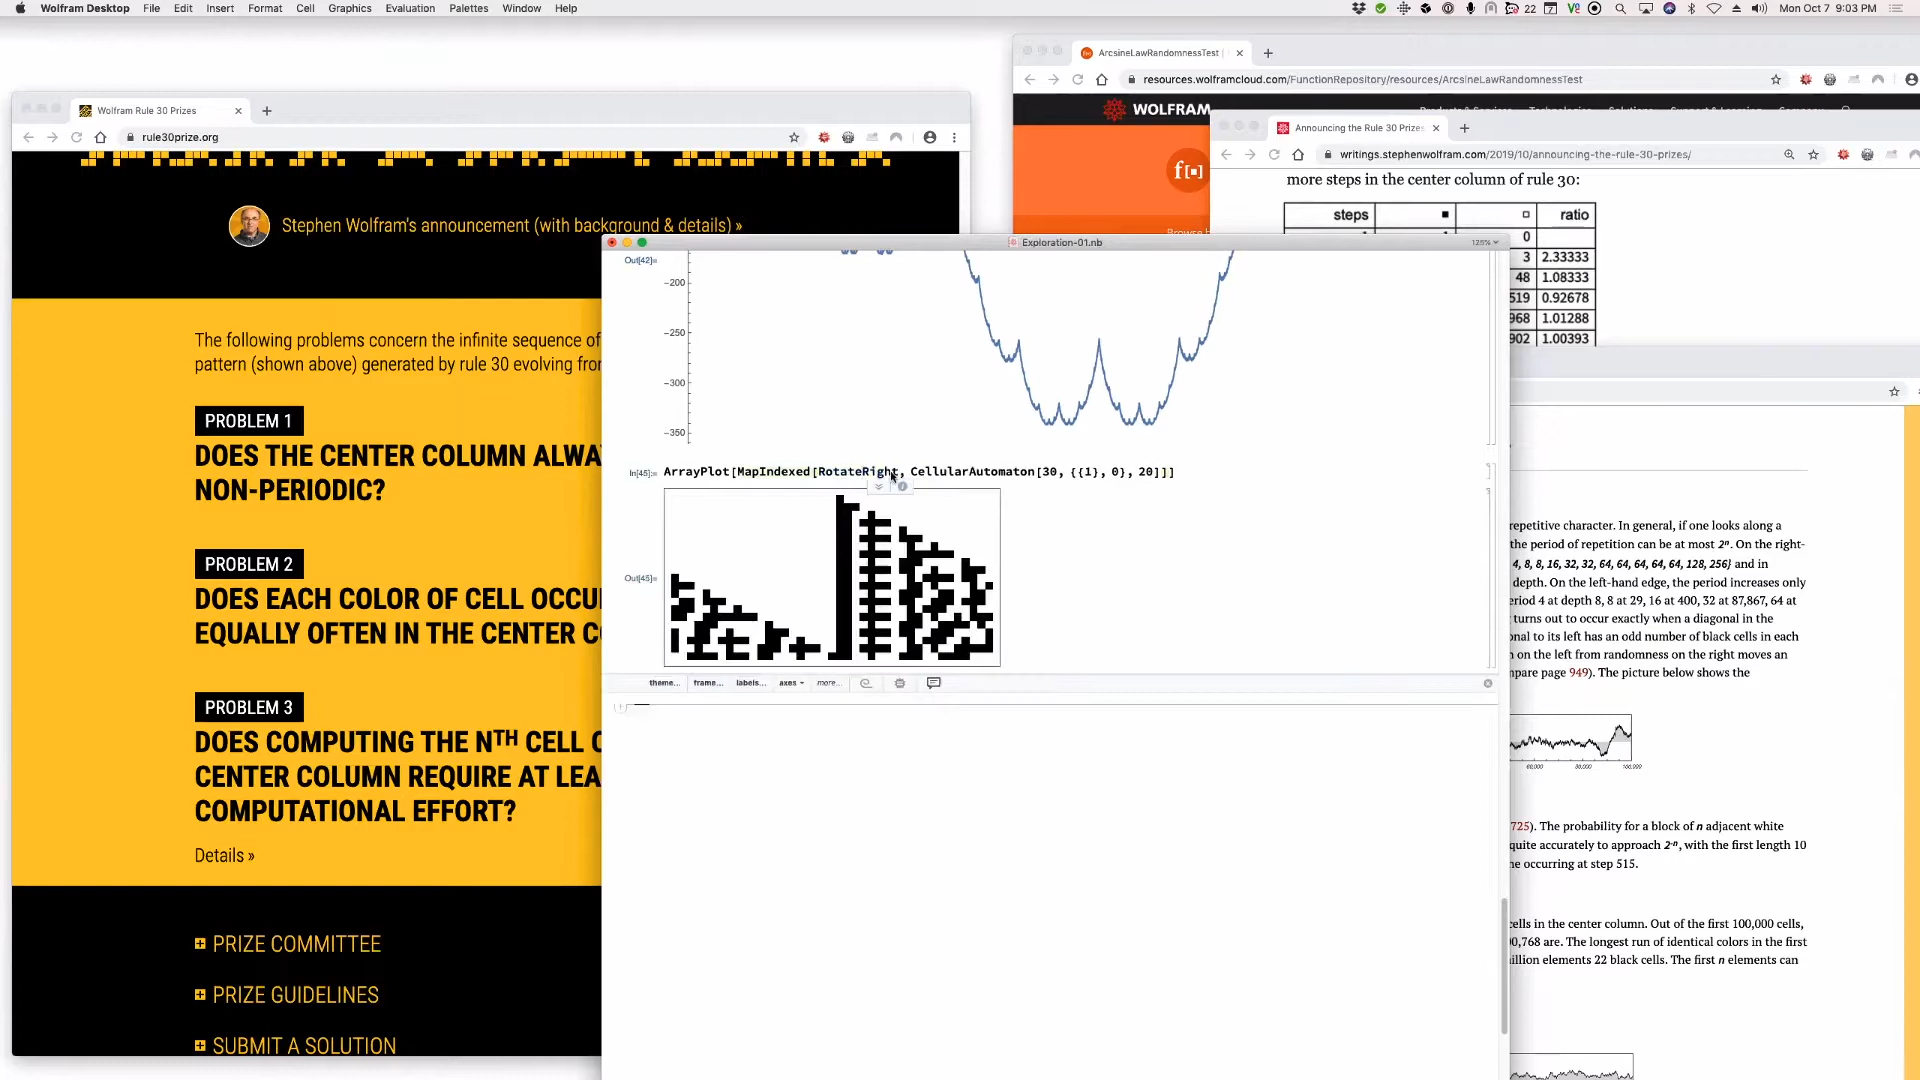 Wolfram Desktop File Edit Insert Format Cell Graphics Evaluation Palettes Window Help
22 7 Mon Oct 7 9:03 PM
Wolfram Rule 30 Prizes
rule30prize.org
Stephen Wolfram's announcement (with background & details) »
The following problems concern the infinite sequence of
pattern (shown above) generated by rule 30 evolving from
PROBLEM 1
DOES THE CENTER COLUMN ALWA
NON-PERIODIC?
PROBLEM 2
DOES EACH COLOR OF CELL OCCU
EQUALLY OFTEN IN THE CENTER C
PROBLEM 3
DOES COMPUTING THE NTH CELL O
CENTER COLUMN REQUIRE AT LEA
COMPUTATIONAL EFFORT?
Details »
PRIZE COMMITTEE
PRIZE GUIDELINES
SUBMIT A SOLUTION
ArcsineLawRandomnessTest |
resources.wolframcloud.com/FunctionRepository/resources/ArcsineLawRandomnessTest
WOLFRAM
f[▪]
Announcing the Rule 30 Prizes
writings.stephenwolfram.com/2019/10/announcing-the-rule-30-prizes/
more steps in the center column of rule 30:
steps ■ □ ratio
0
3 2.33333
48 1.08333
519 0.92678
968 1.01288
902 1.00393
Exploration-01.nb
125%
Out[42]=
-200
-250
-300
-350
In[45]:= ArrayPlot[MapIndexed[RotateRight, CellularAutomaton[30, {{1}, 0}, 20]]]
Out[45]=
theme... frame... labels... axes more...
repetitive character. In general, if one looks along a
the period of repetition can be at most 2ⁿ. On the right-
4, 8, 8, 16, 32, 32, 64, 64, 64, 64, 64, 128, 256} and in
depth. On the left-hand edge, the period increases only
eriod 4 at depth 8, 8 at 29, 16 at 400, 32 at 87,867, 64 at
turns out to occur exactly when a diagonal in the
onal to its left has an odd number of black cells in each
n on the left from randomness on the right moves an
mpare page 949). The picture below shows the
60,000 80,000 100,000
725). The probability for a block of n adjacent white
quite accurately to approach 2⁻ⁿ, with the first length 10
ne occurring at step 515.
cells in the center column. Out of the first 100,000 cells,
0,768 are. The longest run of identical colors in the first
illion elements 22 black cells. The first n elements can